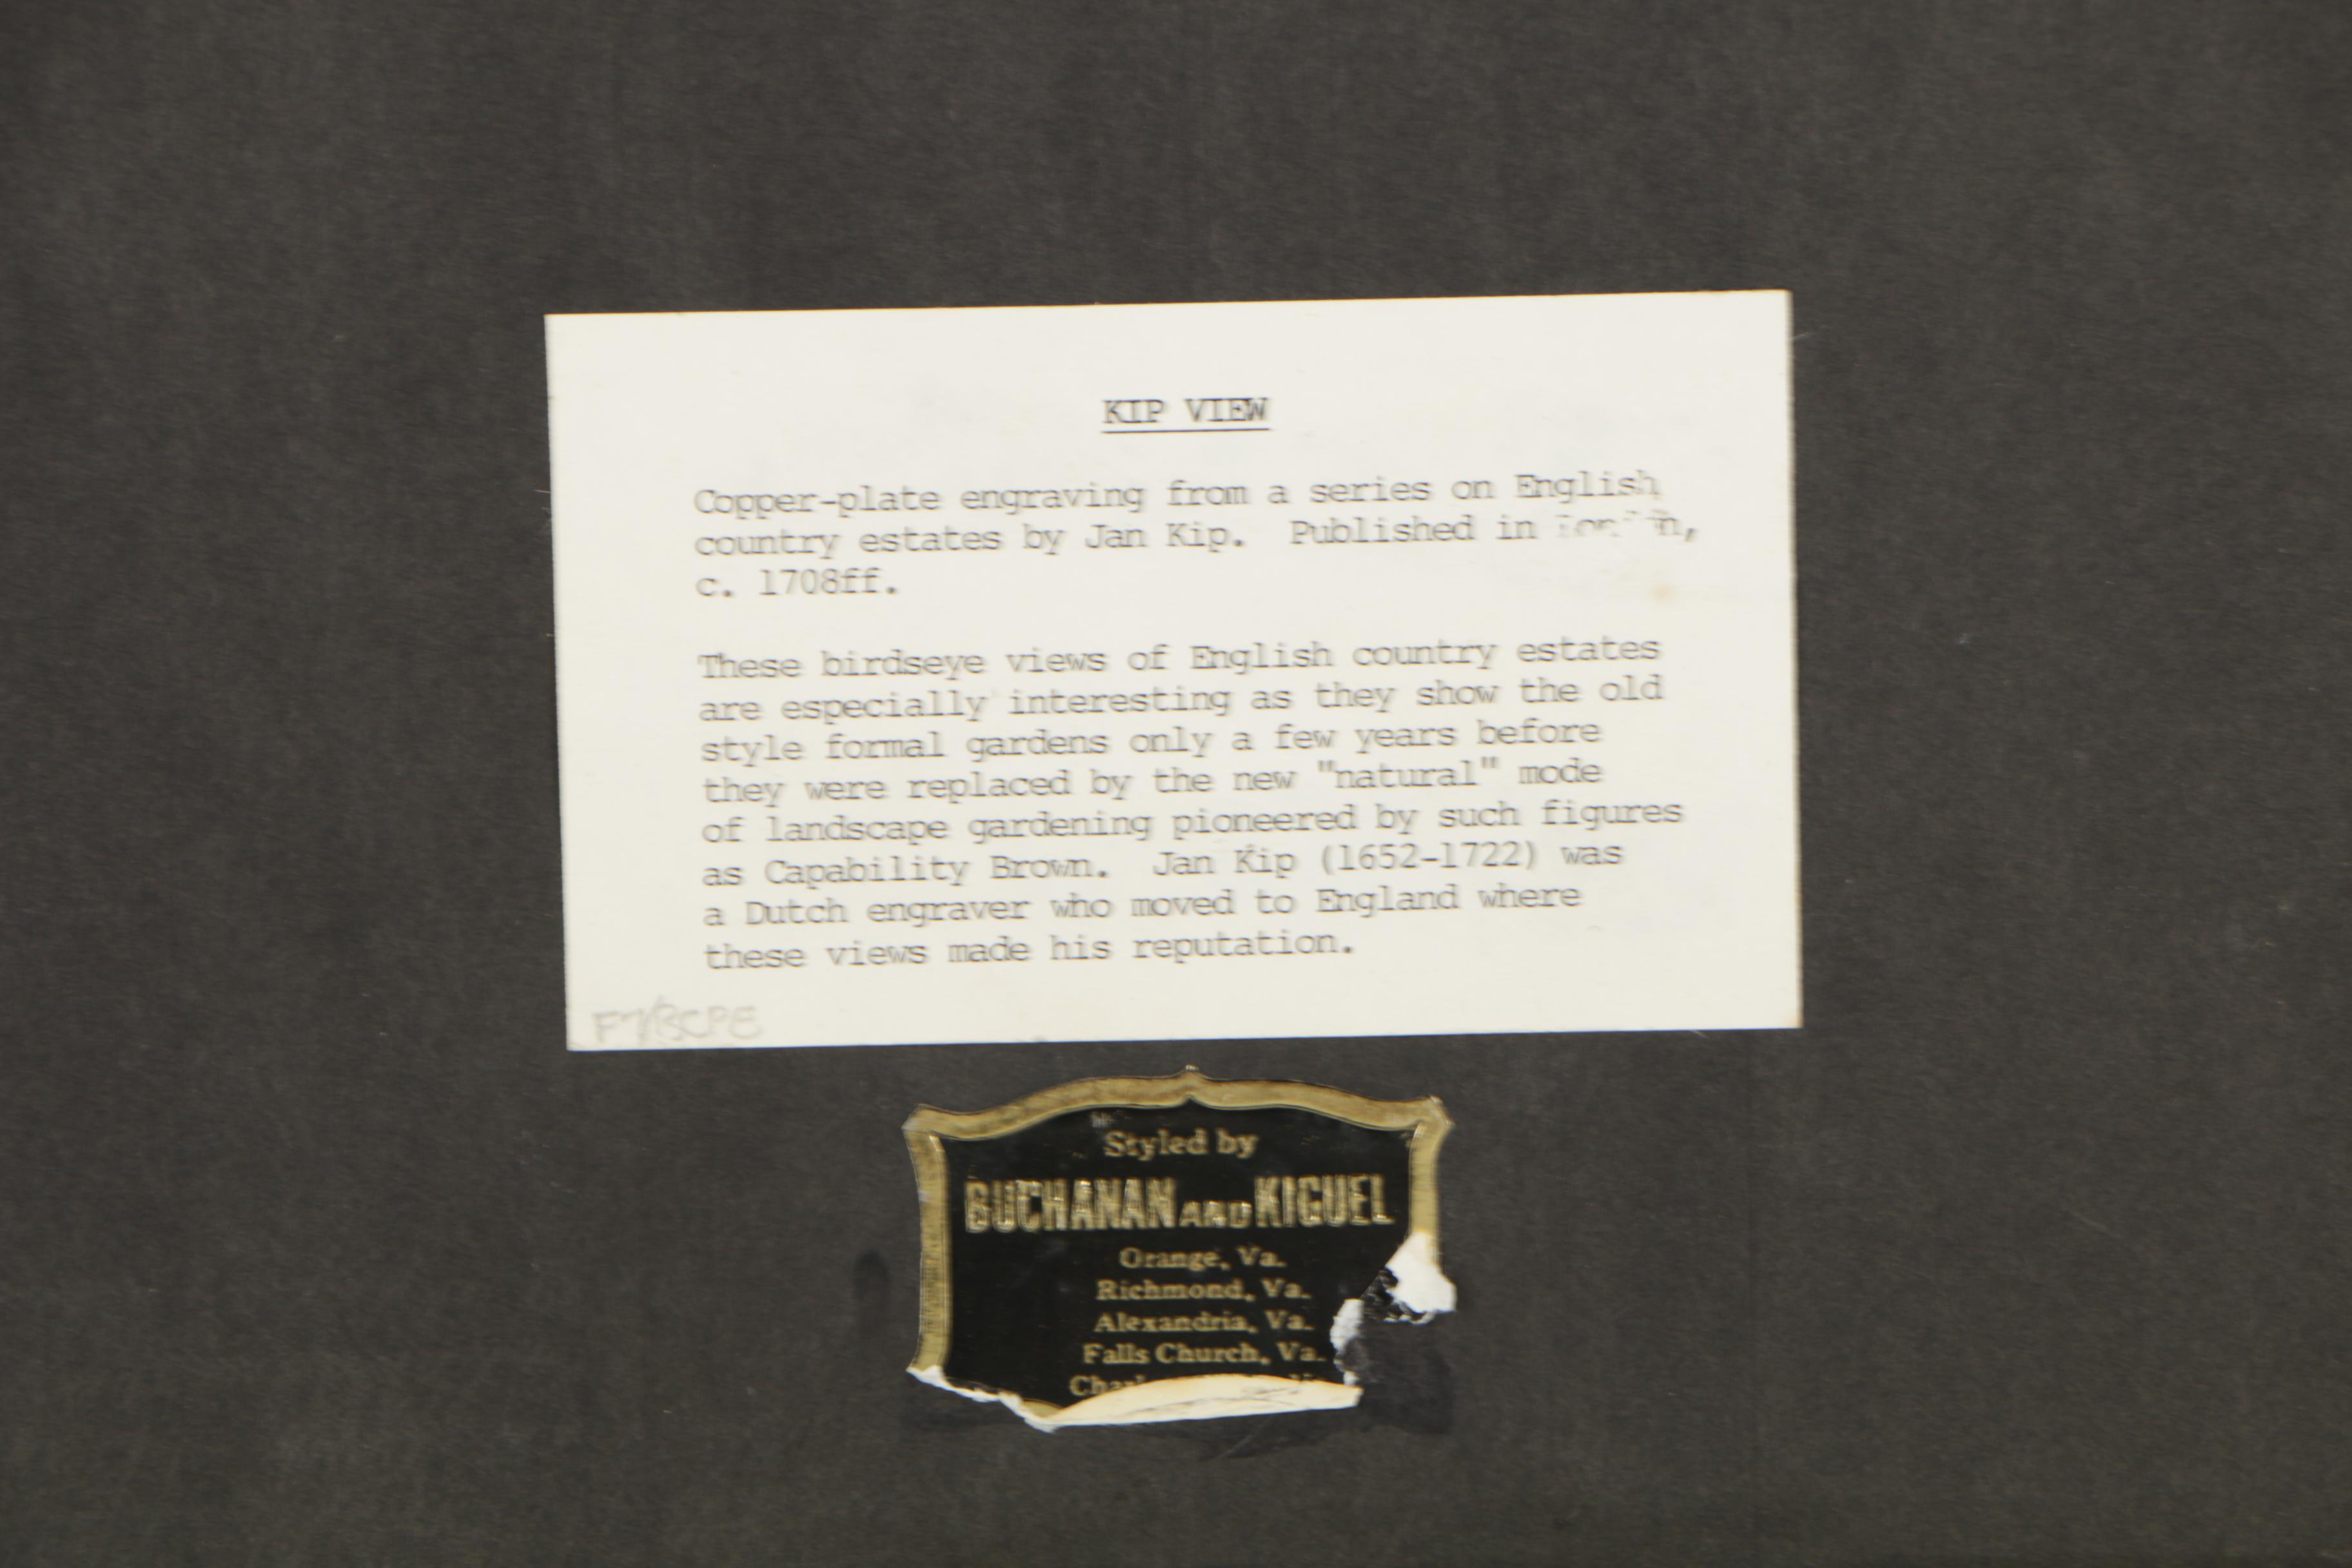 KIP VIEW
Copper-plate engraving from a series on English
country estates by Jan Kip. Published in London,
c. 1708ff.
These birdseye views of English country estates
are especially interesting as they show the old
style formal gardens only a few years before
they were replaced by the new "natural" mode
of landscape gardening pioneered by such figures
as Capability Brown. Jan Kip (1652-1722) was
a Dutch engraver who moved to England where
these views made his reputation.
Styled by
BUCHANAN AND KIGUEL
Orange, Va.
Richmond, Va.
Alexandria, Va.
Falls Church, Va.